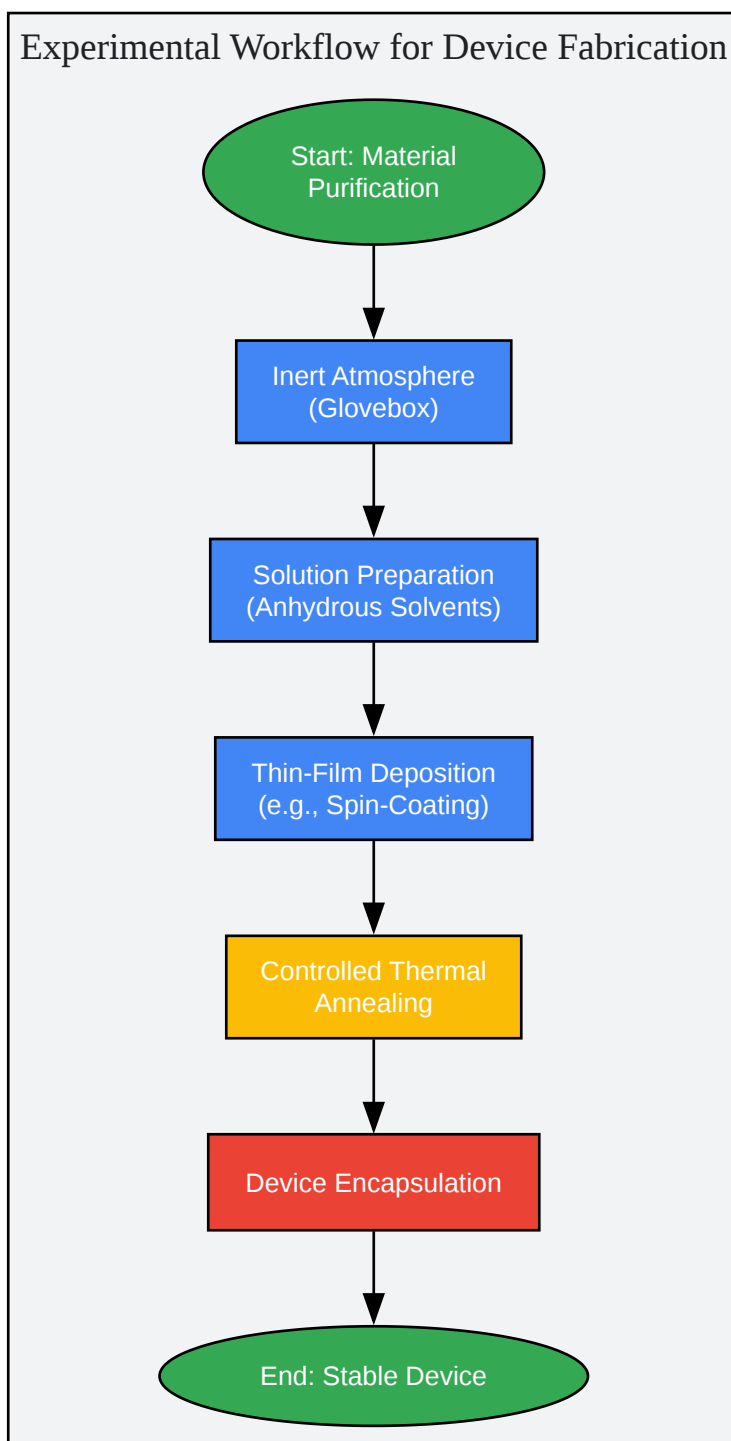 Experimental Workflow for Device Fabrication
Start: Material
Purification
Inert Atmosphere
(Glovebox)
Solution Preparation
(Anhydrous Solvents)
Thin-Film Deposition
(e.g., Spin-Coating)
Controlled Thermal
Annealing
Device Encapsulation
End: Stable Device